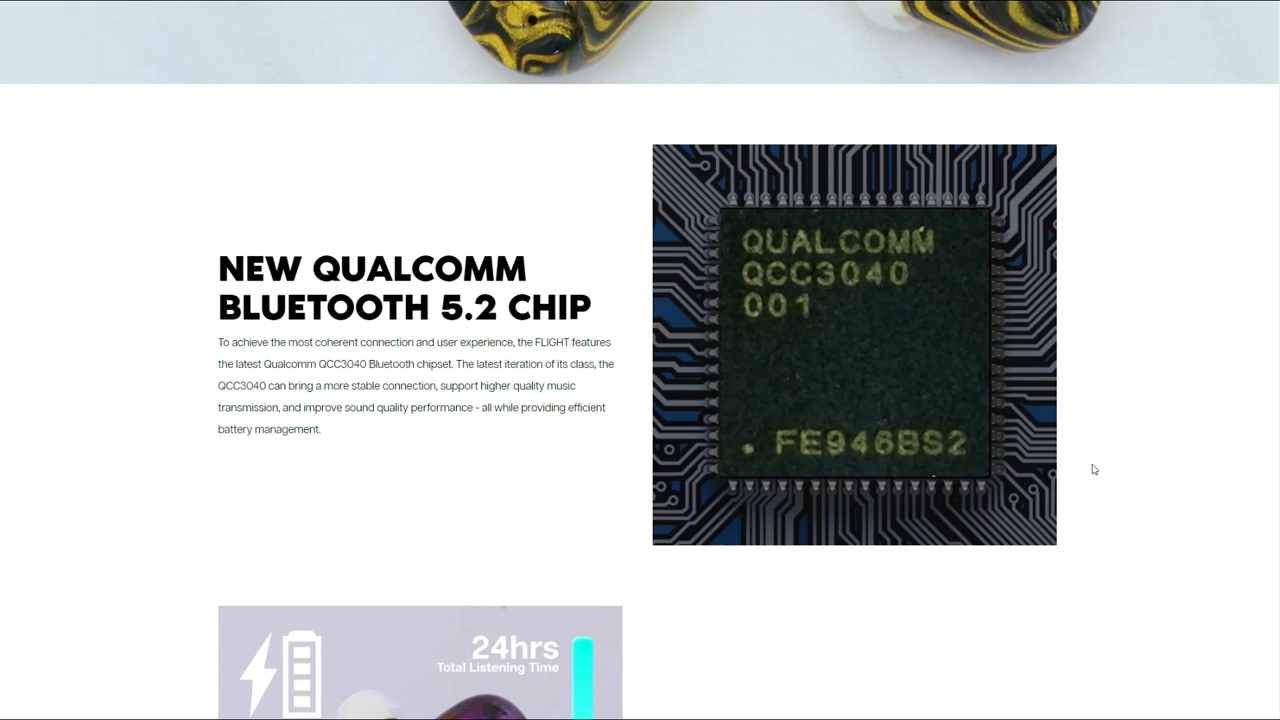 NEW QUALCOMM
BLUETOOTH 5.2 CHIP
To achieve the most coherent connection and user experience, the FLIGHT features
the latest Qualcomm QCC3040 Bluetooth chipset. The latest iteration of its class, the
QCC3040 can bring a more stable connection, support higher quality music
transmission, and improve sound quality performance - all while providing efficient
battery management.
QUALCOMM
QCC3040
001
FE946BS2
24hrs
Total Listening Time